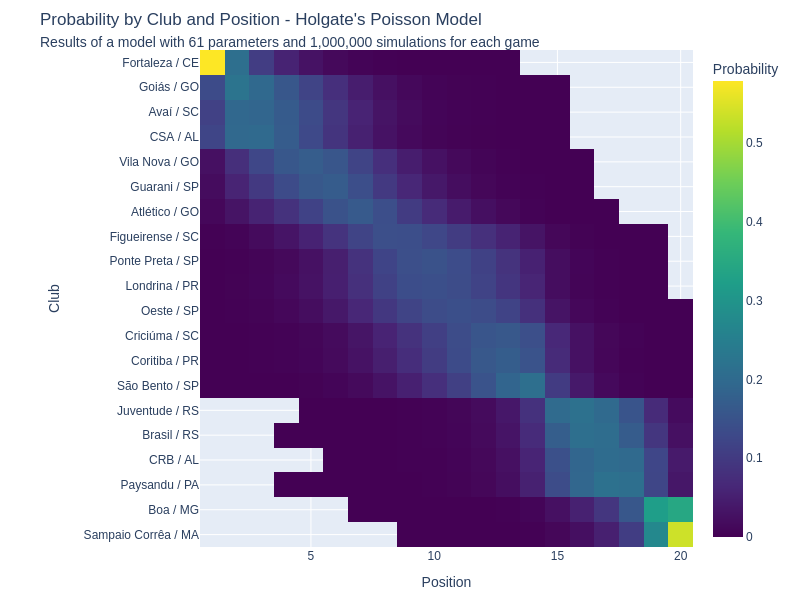 Probability by Club and Position - Holgate's Poisson Model
Results of a model with 61 parameters and 1,000,000 simulations for each game
Probability
Fortaleza / CE
Goiás / GO
Avaí / SC
CSA / AL
Vila Nova / GO
Guarani / SP
Atlético / GO
Figueirense / SC
Ponte Preta / SP
Londrina / PR
Oeste / SP
Criciúma / SC
Coritiba / PR
São Bento / SP
Juventude / RS
Brasil / RS
CRB / AL
Paysandu / PA
Boa / MG
Sampaio Corrêa / MA
Club
5
10
15
20
Position
0.5
0.4
0.3
0.2
0.1
0